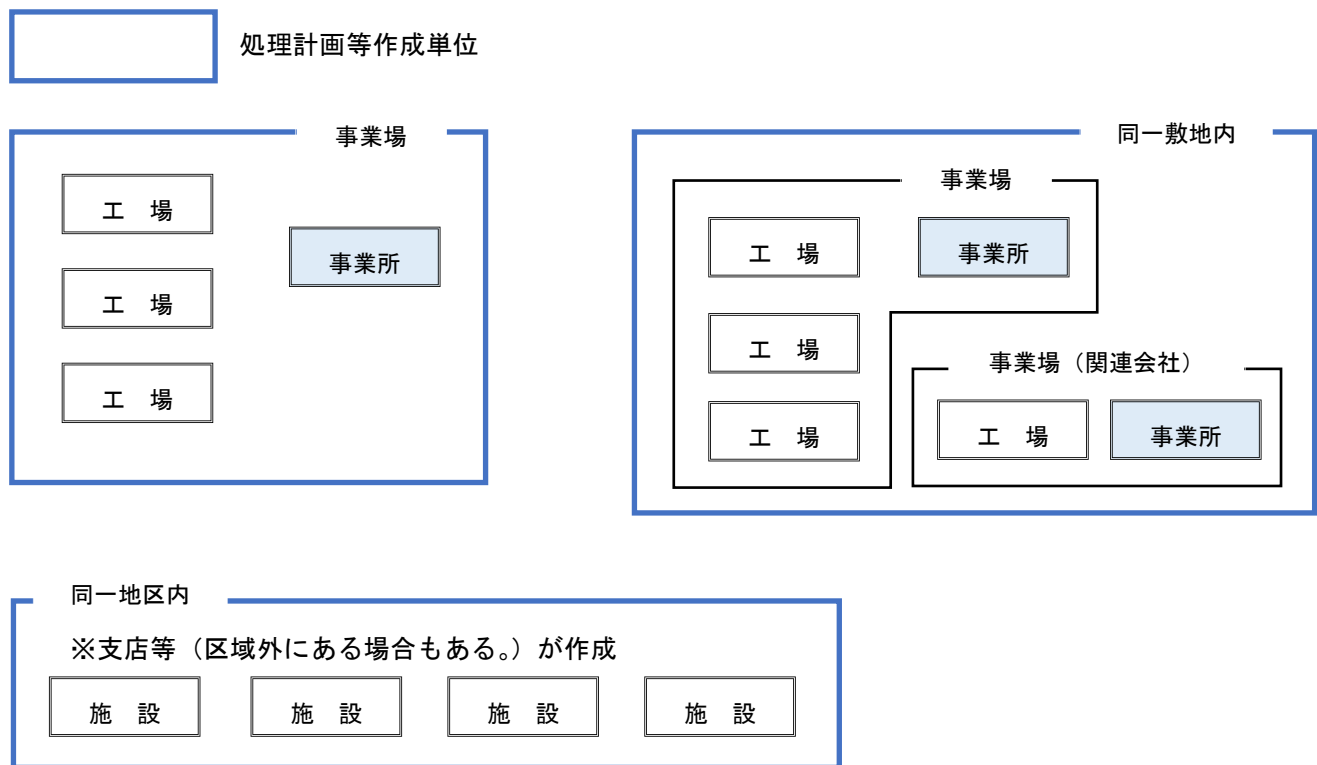 処理計画等作成単位
事業場
工　場
事業所
工　場
工　場
同一敷地内
事業場
工　場
事業所
工　場
工　場
事業場（関連会社）
工　場
事業所
同一地区内
※支店等（区域外にある場合もある。）が作成
施　設
施　設
施　設
施　設